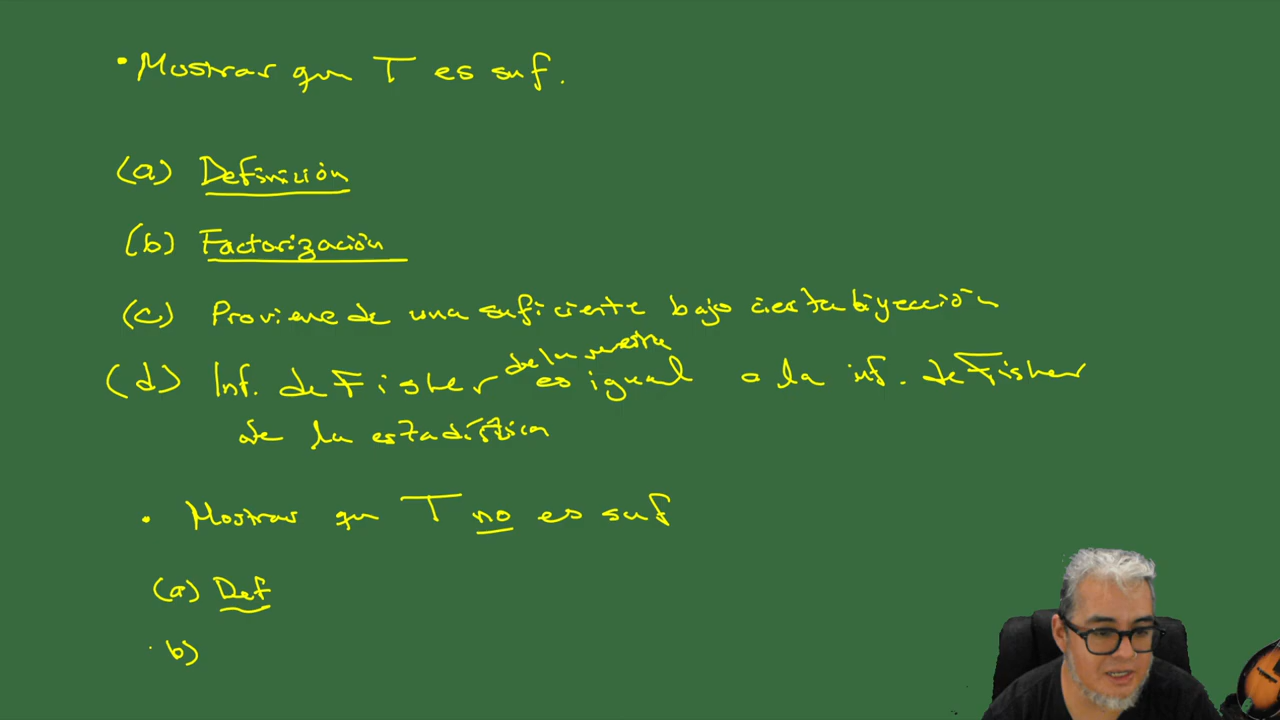 • Mostrar que T es suf.
(a) Definición
(b) Factorización
(c) Proviene de una suficiente bajo cierta biyección
(d) Inf. de Fisher de la muestra es igual a la inf. de Fisher
de la estadística
• Mostrar que T no es suf
(a) Def
b)